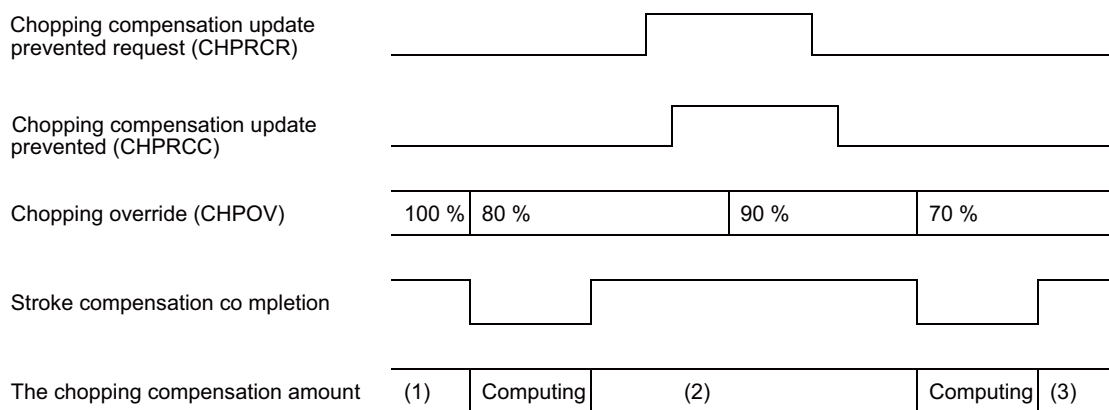 Chopping compensation update
prevented request (CHPRCR)
Chopping compensation update
prevented (CHPRCC)
Chopping override (CHPOV) 100 % 80 % 90 % 70 %
Stroke compensation co mpletion
The chopping compensation amount (1) Computing (2) Computing (3)